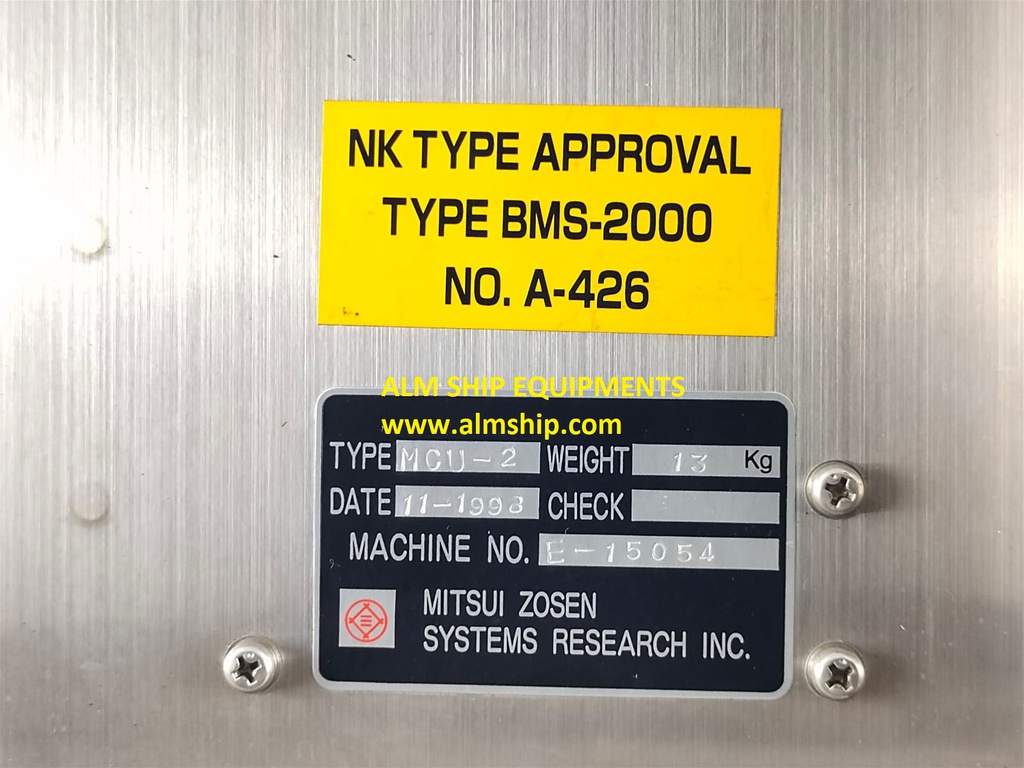 NK TYPE APPROVAL
TYPE BMS-2000
NO. A-426
ALM SHIP EQUIPMENTS
www.almship.com
TYPE MCU-2 WEIGHT 13 Kg
DATE 11-1998 CHECK
MACHINE NO. E-15054
MITSUI ZOSEN
SYSTEMS RESEARCH INC.